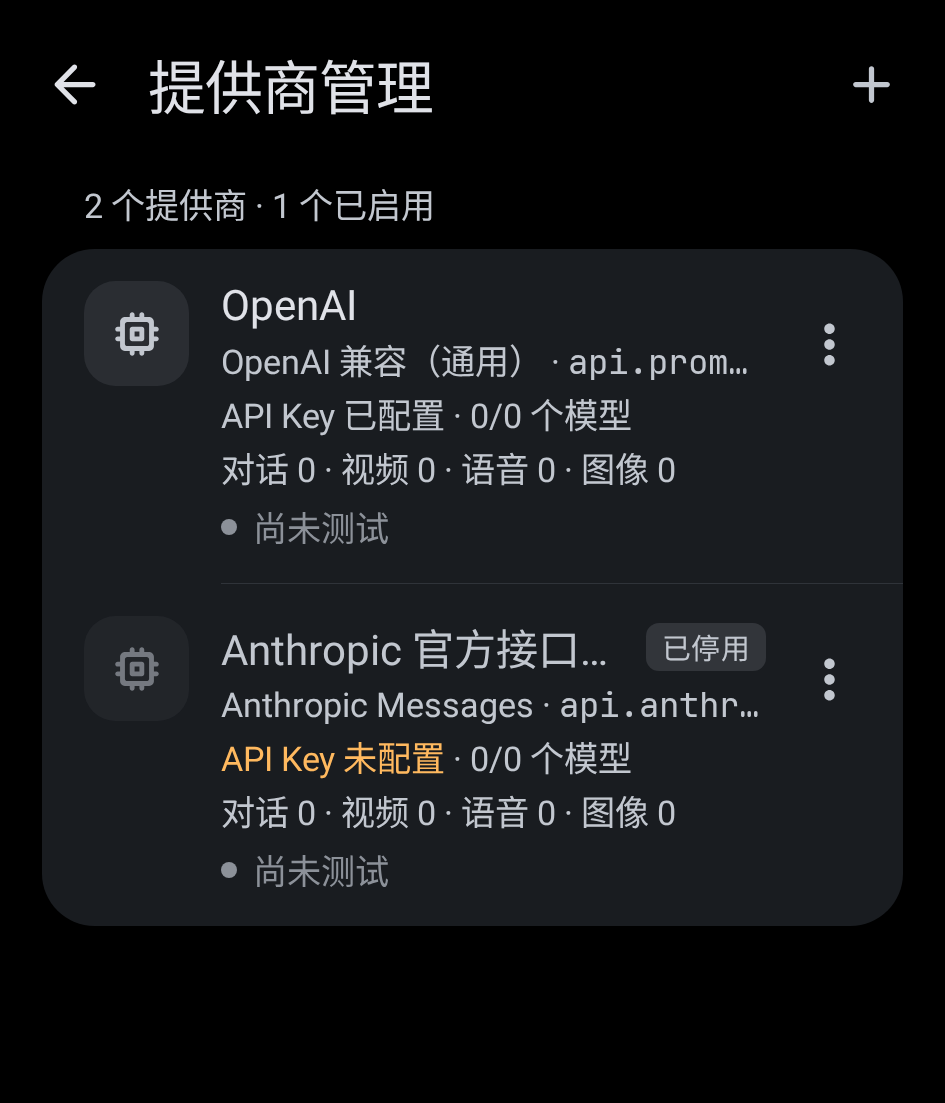 提供商管理
2 个提供商 · 1 个已启用
OpenAI
OpenAI 兼容（通用） · api.prom…
API Key 已配置 · 0/0 个模型
对话 0 · 视频 0 · 语音 0 · 图像 0
尚未测试
Anthropic 官方接口… 已停用
Anthropic Messages · api.anthr…
API Key 未配置 · 0/0 个模型
对话 0 · 视频 0 · 语音 0 · 图像 0
尚未测试